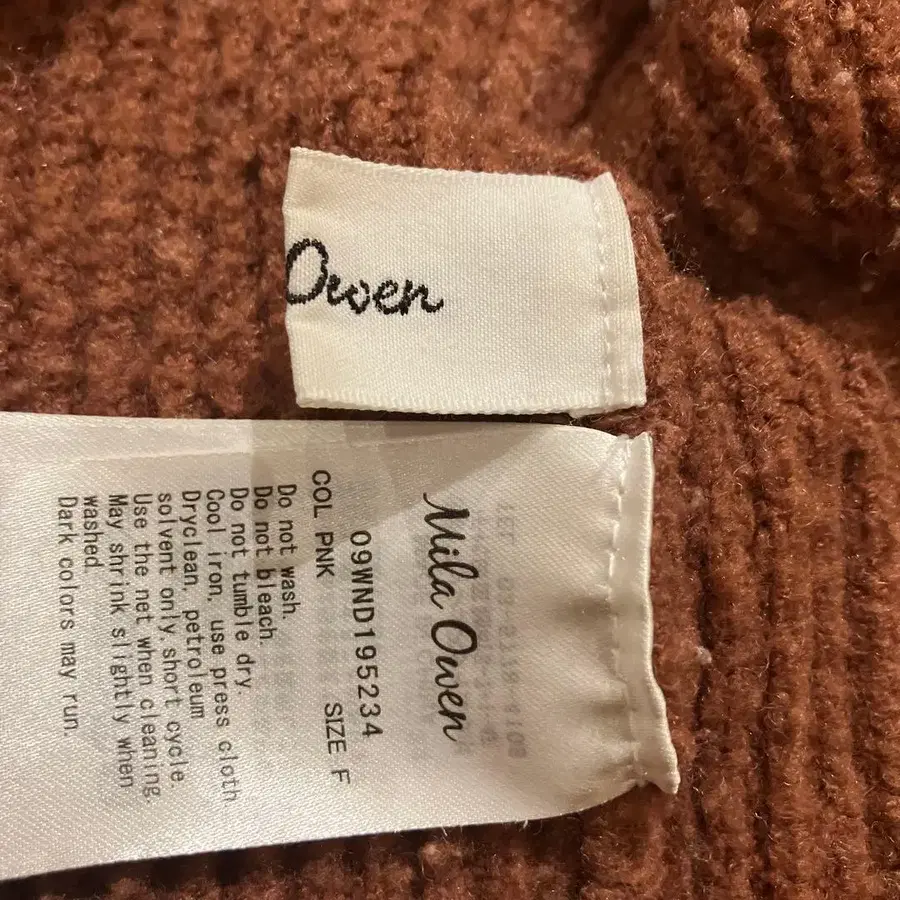 Owen
Mila Owen
09WND195234
COL PNK SIZE F
Do not wash.
Do not bleach.
Do not tumble dry.
Cool iron, use press cloth
Dryclean, petroleum
solvent only.short cycle.
Use the net when cleaning.
May shrink slightly when
washed.
Dark colors may run.